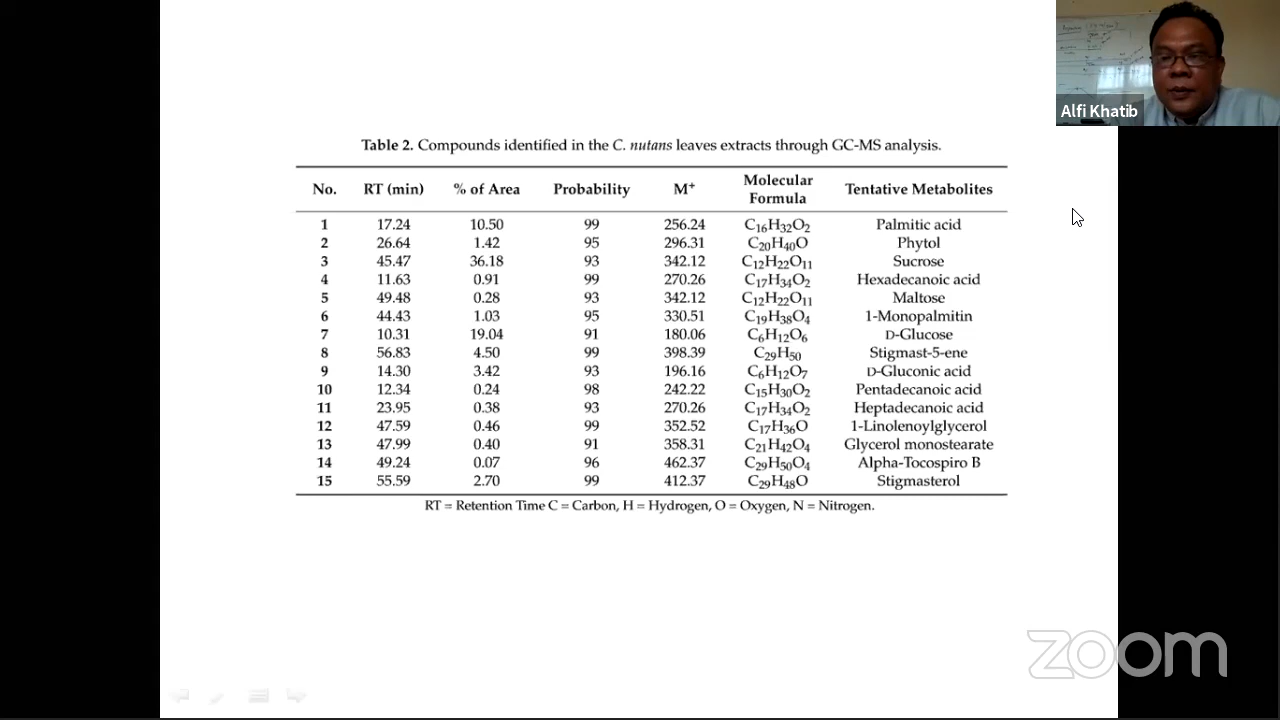 Alfi Khatib
Table 2. Compounds identified in the C. nutans leaves extracts through GC-MS analysis.
No. RT (min) % of Area Probability M⁺ Molecular Formula Tentative Metabolites
1 17.24 10.50 99 256.24 C₁₆H₃₂O₂ Palmitic acid
2 26.64 1.42 95 296.31 C₂₀H₄₀O Phytol
3 45.47 36.18 93 342.12 C₁₂H₂₂O₁₁ Sucrose
4 11.63 0.91 99 270.26 C₁₇H₃₄O₂ Hexadecanoic acid
5 49.48 0.28 93 342.12 C₁₂H₂₂O₁₁ Maltose
6 44.43 1.03 95 330.51 C₁₉H₃₈O₄ 1-Monopalmitin
7 10.31 19.04 91 180.06 C₆H₁₂O₆ D-Glucose
8 56.83 4.50 99 398.39 C₂₉H₅₀ Stigmast-5-ene
9 14.30 3.42 93 196.16 C₆H₁₂O₇ D-Gluconic acid
10 12.34 0.24 98 242.22 C₁₅H₃₀O₂ Pentadecanoic acid
11 23.95 0.38 93 270.26 C₁₇H₃₄O₂ Heptadecanoic acid
12 47.59 0.46 99 352.52 C₁₇H₃₆O 1-Linolenoylglycerol
13 47.99 0.40 91 358.31 C₂₁H₄₂O₄ Glycerol monostearate
14 49.24 0.07 96 462.37 C₂₉H₅₀O₄ Alpha-Tocospiro B
15 55.59 2.70 99 412.37 C₂₉H₄₈O Stigmasterol
RT = Retention Time C = Carbon, H = Hydrogen, O = Oxygen, N = Nitrogen.
zoom